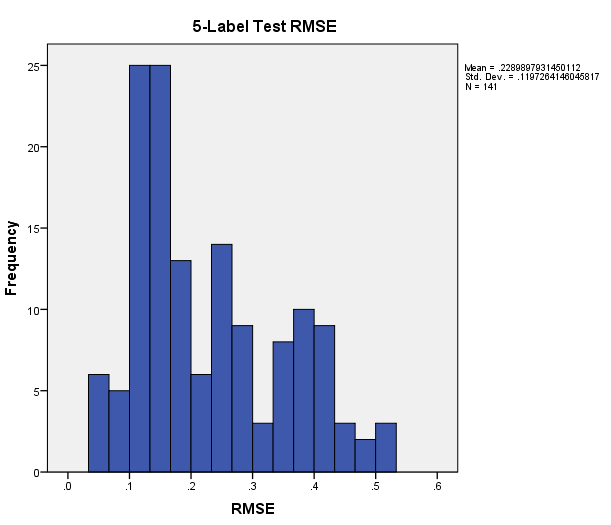 5-Label Test RMSE
Mean = .2289897931450112
Std. Dev. = .1197264146045817
N = 141
Frequency
25
20
15
10
5
0
.0 .1 .2 .3 .4 .5 .6
RMSE